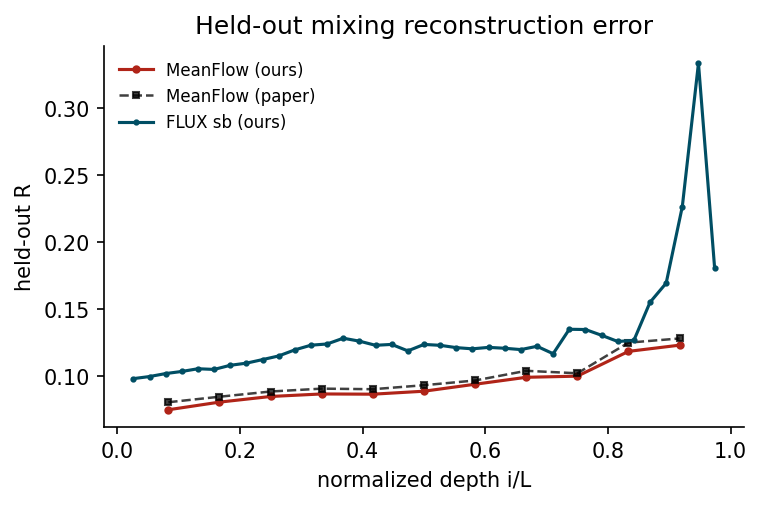 Held-out mixing reconstruction error
MeanFlow (ours)
MeanFlow (paper)
FLUX sb (ours)
held-out R
0.30
0.25
0.20
0.15
0.10
0.0 0.2 0.4 0.6 0.8 1.0
normalized depth i/L